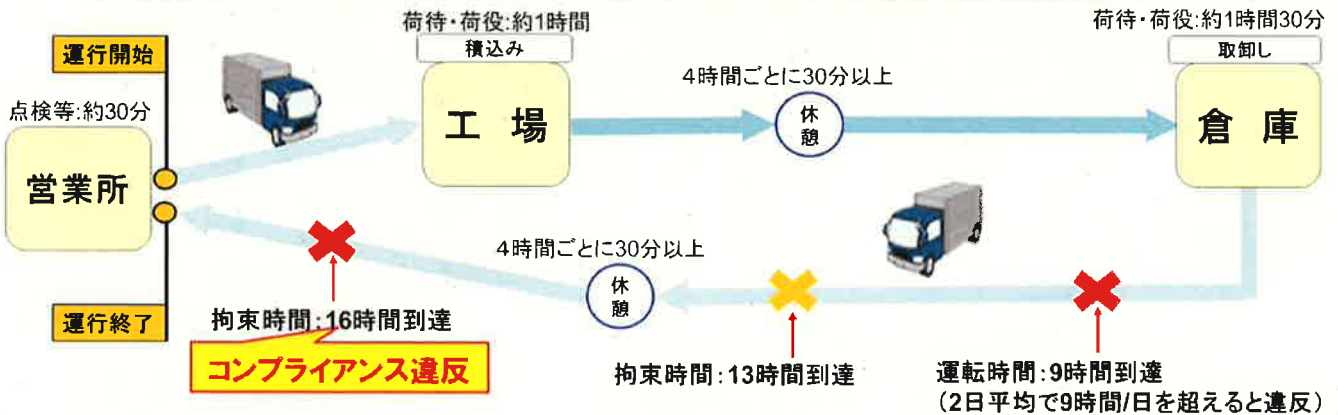 荷待・荷役:約1時間
積込み
荷待・荷役:約1時間30分
取卸し
運行開始
点検等:約30分
営業所
工場
4時間ごとに30分以上
休憩
倉庫
4時間ごとに30分以上
休憩
運行終了
拘束時間:16時間到達
コンプライアンス違反
拘束時間:13時間到達
運転時間:9時間到達
(2日平均で9時間/日を超えると違反)